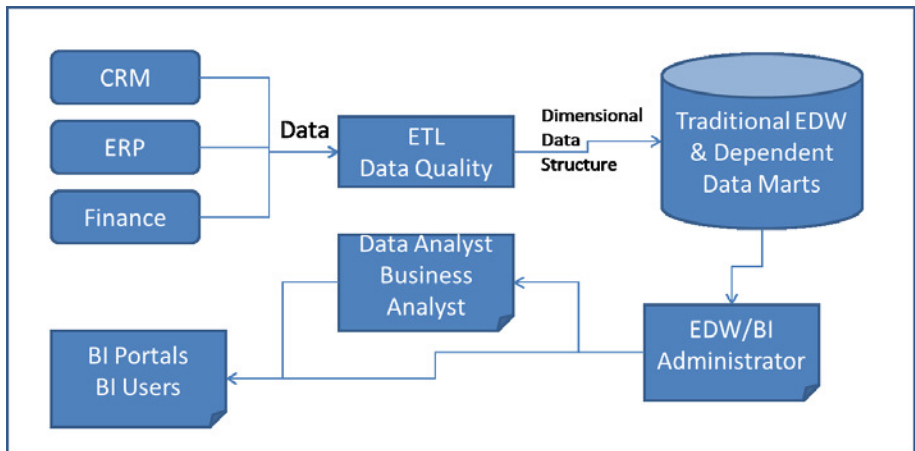 CRM
ERP
Finance
Data
ETL
Data Quality
Dimensional
Data
Structure
Traditional EDW
& Dependent
Data Marts
Data Analyst
Business
Analyst
EDW/BI
Administrator
BI Portals
BI Users